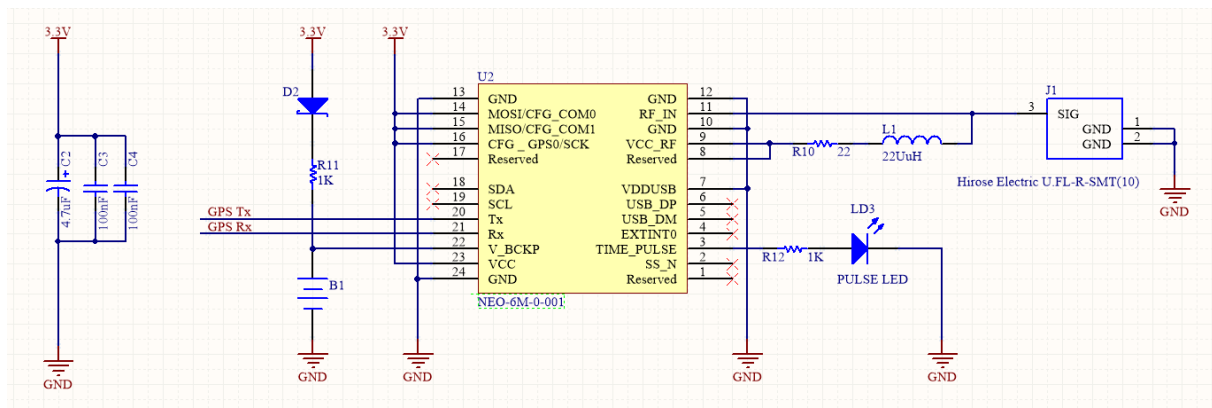 3.3V
3.3V
3.3V
C2
4.7uF
+
C3
100nF
C4
100nF
GND
D2
R11
1K
B1
GND
GPS Tx
GPS Rx
GND
U2
13 GND GND 12
14 MOSI/CFG_COM0 RF_IN 11
15 MISO/CFG_COM1 GND 10
16 CFG_GPS0/SCK VCC_RF 9
17 Reserved Reserved 8
18 SDA VDDUSB 7
19 SCL USB_DP 6
20 Tx USB_DM 5
21 Rx EXTINT0 4
22 V_BCKP TIME_PULSE 3
23 VCC SS_N 2
24 GND Reserved 1
NEO-6M-0-001
GND
R10 22
L1
22UuH
J1
3 SIG
GND 1
GND 2
Hirose Electric U.FL-R-SMT(10)
GND
R12 1K
LD3
PULSE LED
GND